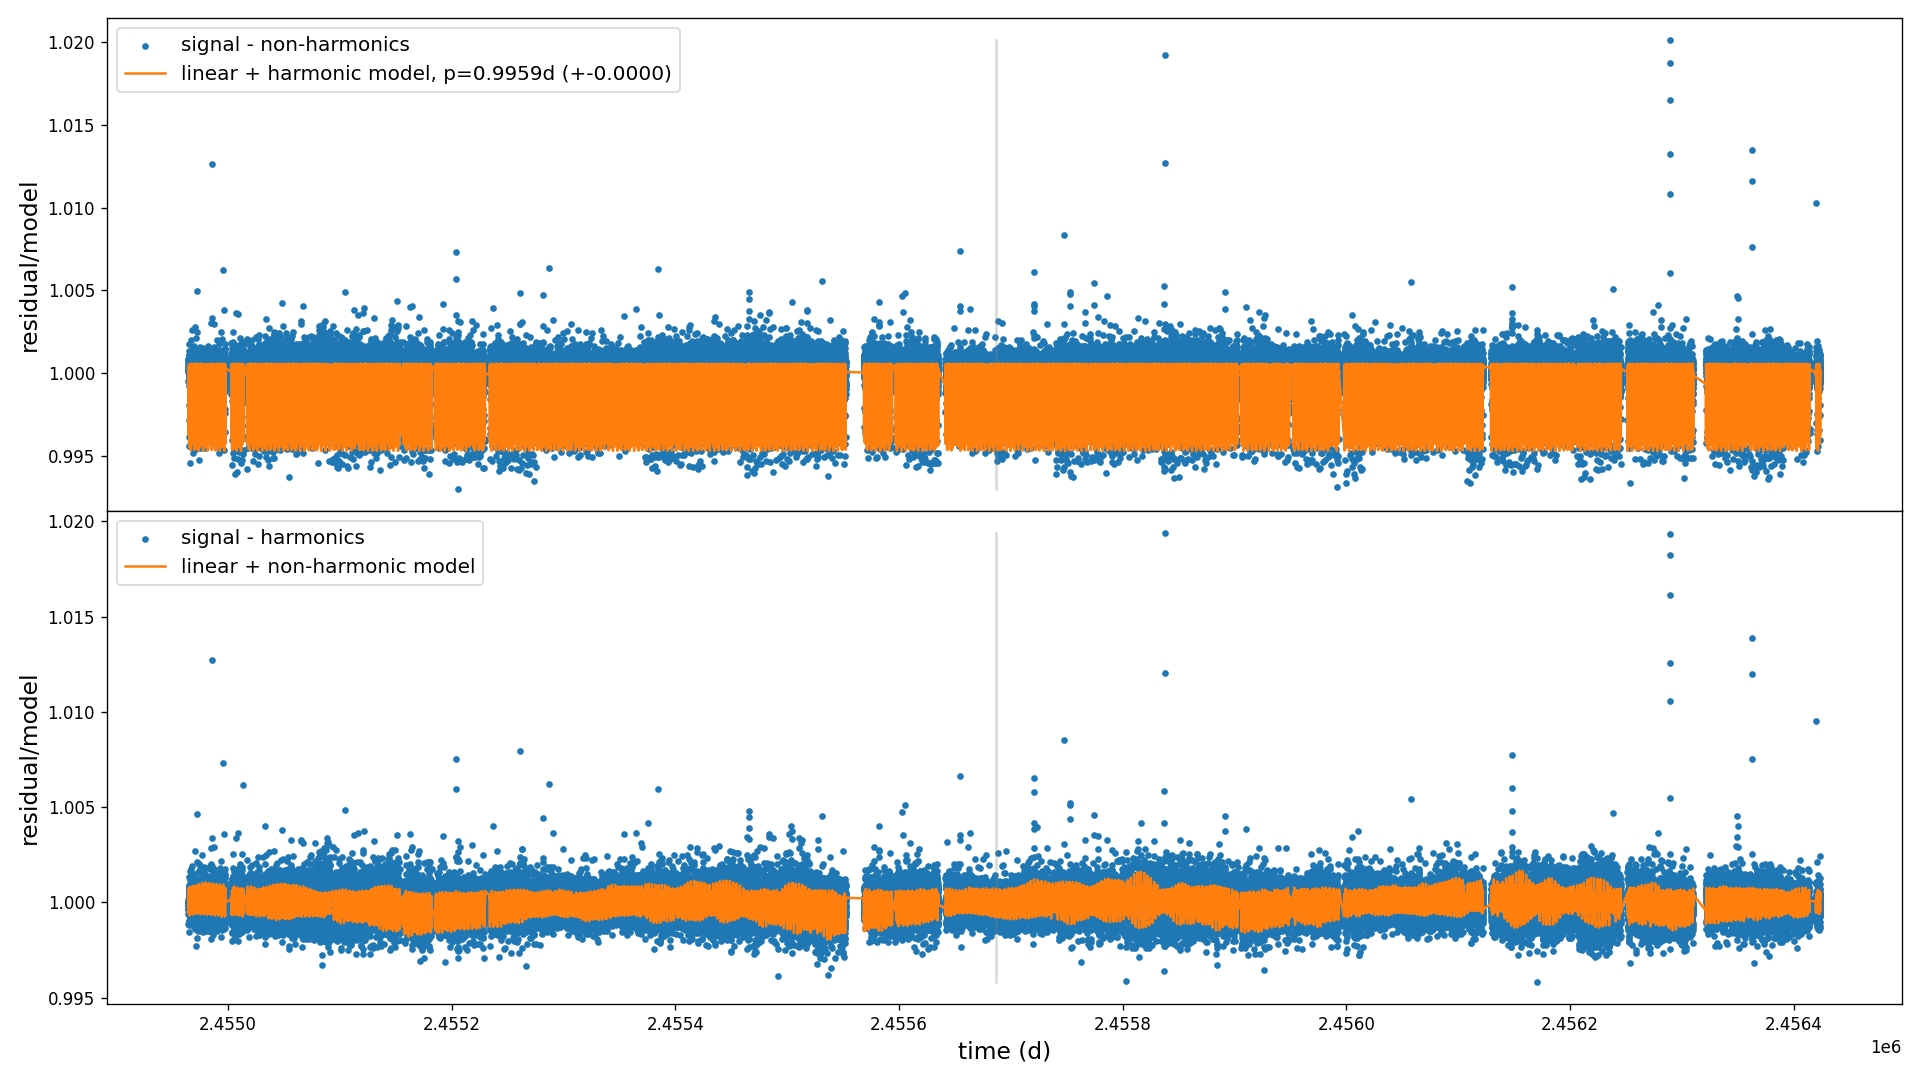 signal - non-harmonics
linear + harmonic model, p=0.9959d (+-0.0000)
1.020
1.015
1.010
1.005
1.000
0.995
residual/model
signal - harmonics
linear + non-harmonic model
1.020
1.015
1.010
1.005
1.000
0.995
residual/model
2.4550 2.4552 2.4554 2.4556 2.4558 2.4560 2.4562 2.4564
1e6
time (d)